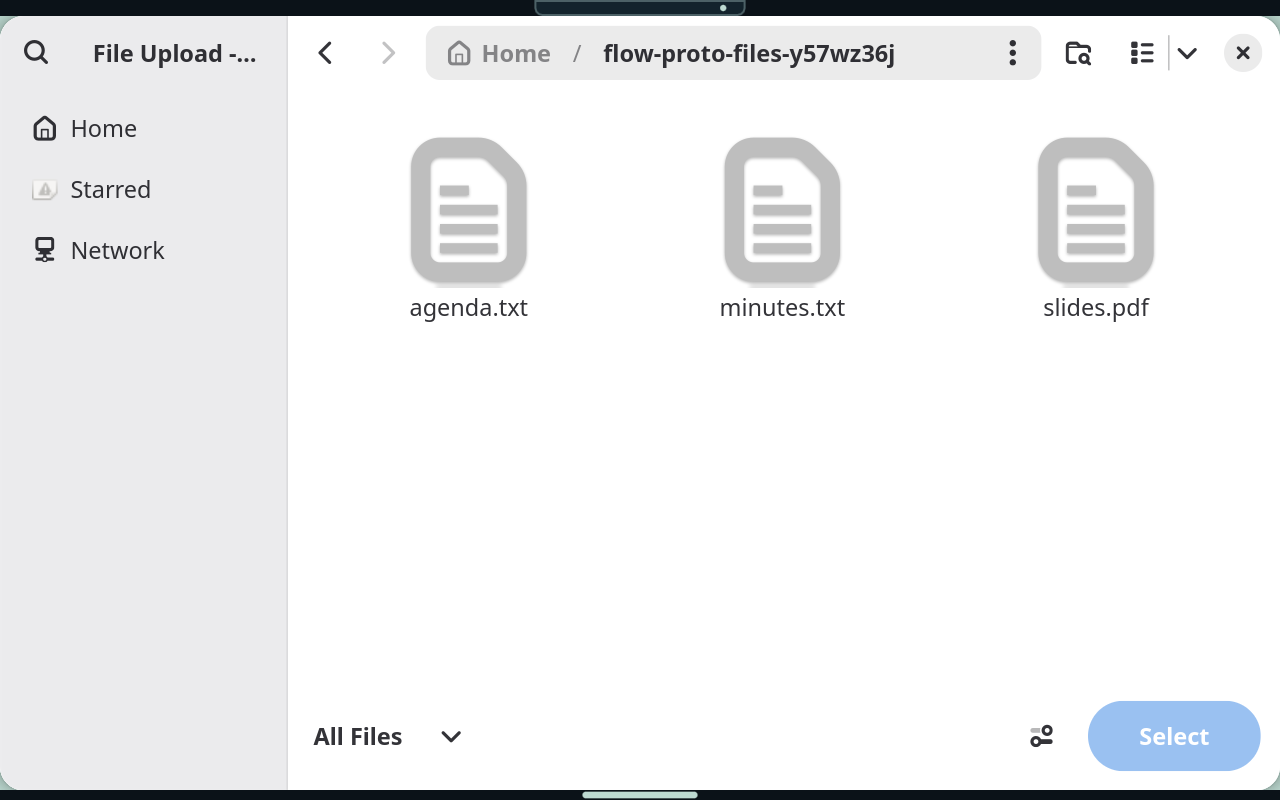 File Upload -…
Home / flow-proto-files-y57wz36j
Home
Starred
Network
agenda.txt
minutes.txt
slides.pdf
All Files
Select